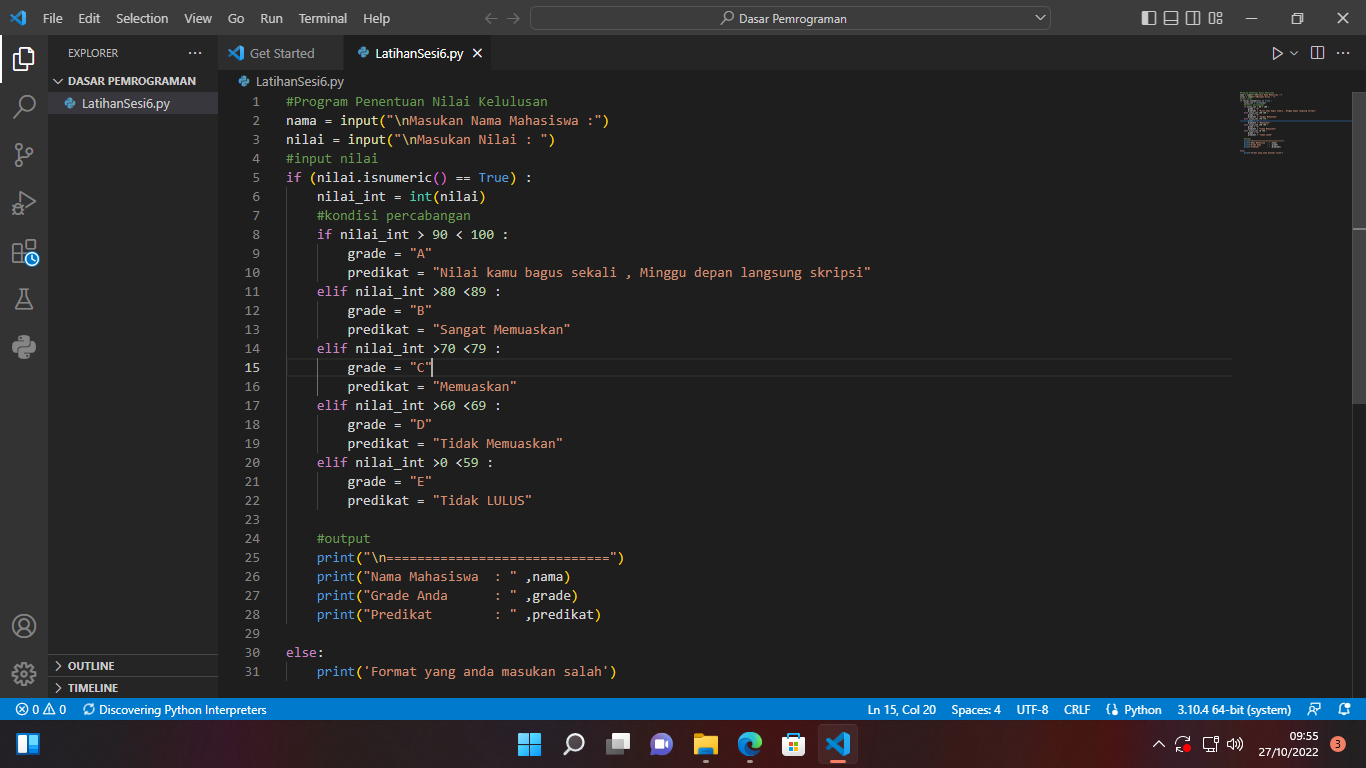 File Edit Selection View Go Run Terminal Help
Dasar Pemrograman
EXPLORER
DASAR PEMROGRAMAN
LatihanSesi6.py
OUTLINE
TIMELINE
Get Started
LatihanSesi6.py
LatihanSesi6.py
1 #Program Penentuan Nilai Kelulusan
2 nama = input("\nMasukan Nama Mahasiswa :")
3 nilai = input("\nMasukan Nilai : ")
4 #input nilai
5 if (nilai.isnumeric() == True) :
6     nilai_int = int(nilai)
7     #kondisi percabangan
8     if nilai_int > 90 < 100 :
9         grade = "A"
10         predikat = "Nilai kamu bagus sekali , Minggu depan langsung skripsi"
11     elif nilai_int >80 <89 :
12         grade = "B"
13         predikat = "Sangat Memuaskan"
14     elif nilai_int >70 <79 :
15         grade = "C"
16         predikat = "Memuaskan"
17     elif nilai_int >60 <69 :
18         grade = "D"
19         predikat = "Tidak Memuaskan"
20     elif nilai_int >0 <59 :
21         grade = "E"
22         predikat = "Tidak LULUS"
23
24     #output
25     print("\n=============================")
26     print("Nama Mahasiswa  : " ,nama)
27     print("Grade Anda      : " ,grade)
28     print("Predikat        : " ,predikat)
29
30 else:
31     print('Format yang anda masukan salah')
0 0 Discovering Python Interpreters Ln 15, Col 20 Spaces: 4 UTF-8 CRLF Python 3.10.4 64-bit (system)
09:55
27/10/2022
3